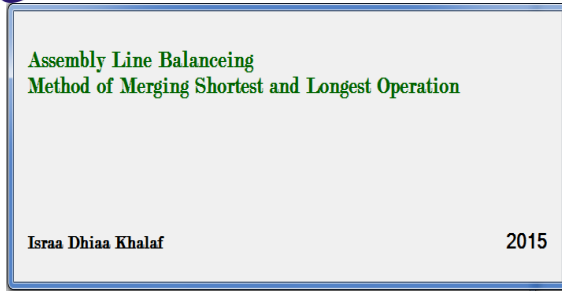 Assembly Line Balanceing
Method of Merging Shortest and Longest Operation
Israa Dhiaa Khalaf 2015